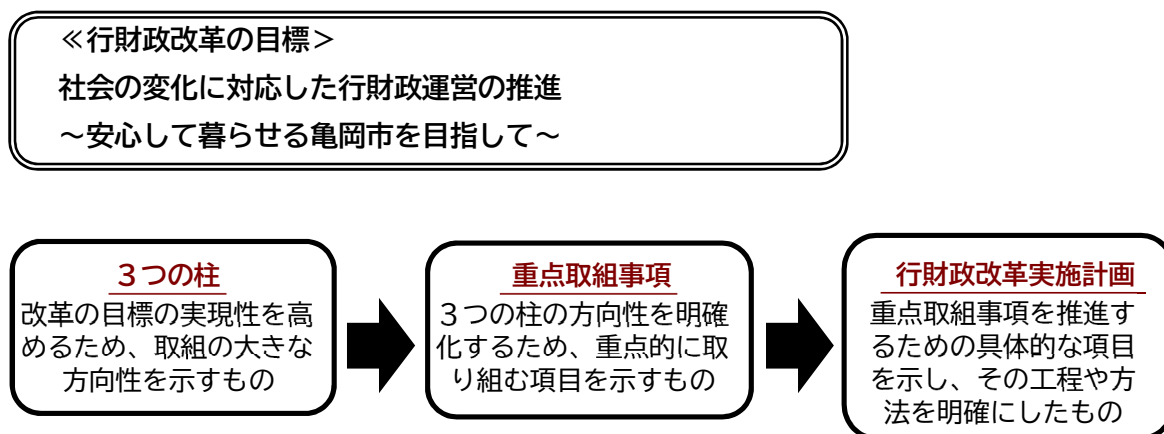 ≪行財政改革の目標＞
社会の変化に対応した行財政運営の推進
～安心して暮らせる亀岡市を目指して～
３つの柱
改革の目標の実現性を高
めるため、取組の大きな
方向性を示すもの
重点取組事項
３つの柱の方向性を明確
化するため、重点的に取
り組む項目を示すもの
行財政改革実施計画
重点取組事項を推進す
るための具体的な項目
を示し、その工程や方
法を明確にしたもの